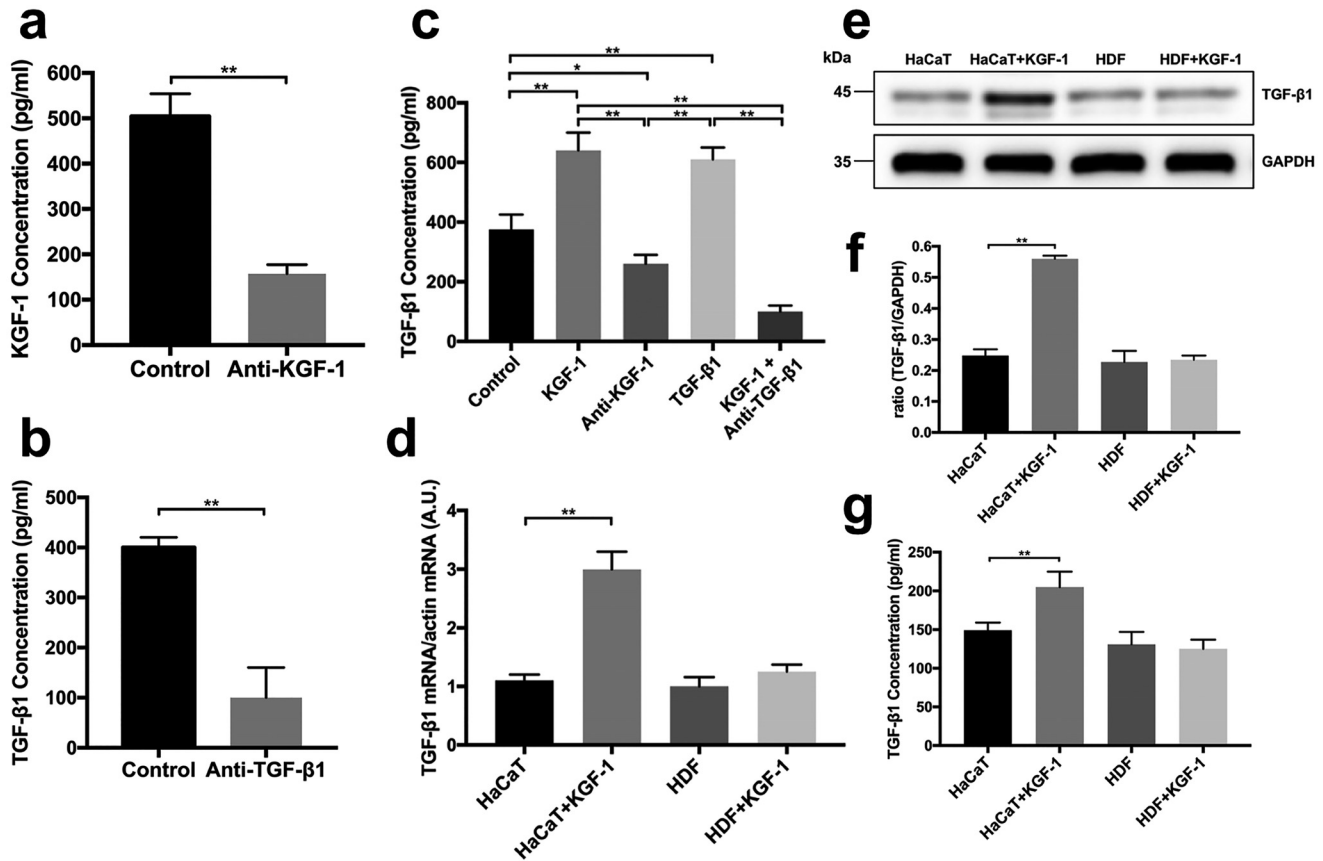 a
KGF-1 Concentration (pg/ml)
600
500
400
300
200
100
0
**
Control
Anti-KGF-1
b
TGF-β1 Concentration (pg/ml)
500
400
300
200
100
0
**
Control
Anti-TGF-β1
c
TGF-β1 Concentration (pg/ml)
800
600
400
200
0
**
*
**
**
**
**
**
Control
KGF-1
Anti-KGF-1
TGF-β1
KGF-1 +
Anti-TGF-β1
d
TGF-β1 mRNA/actin mRNA (A.U.)
4
3
2
1
0
**
HaCaT
HaCaT+KGF-1
HDF
HDF+KGF-1
e
kDa
HaCaT
HaCaT+KGF-1
HDF
HDF+KGF-1
45
TGF-β1
35
GAPDH
f
ratio (TGF-β1/GAPDH)
0.6
0.5
0.4
0.3
0.2
0.1
0.0
**
HaCaT
HaCaT+KGF-1
HDF
HDF+KGF-1
g
TGF-β1 Concentration (pg/ml)
250
200
150
100
50
0
**
HaCaT
HaCaT+KGF-1
HDF
HDF+KGF-1